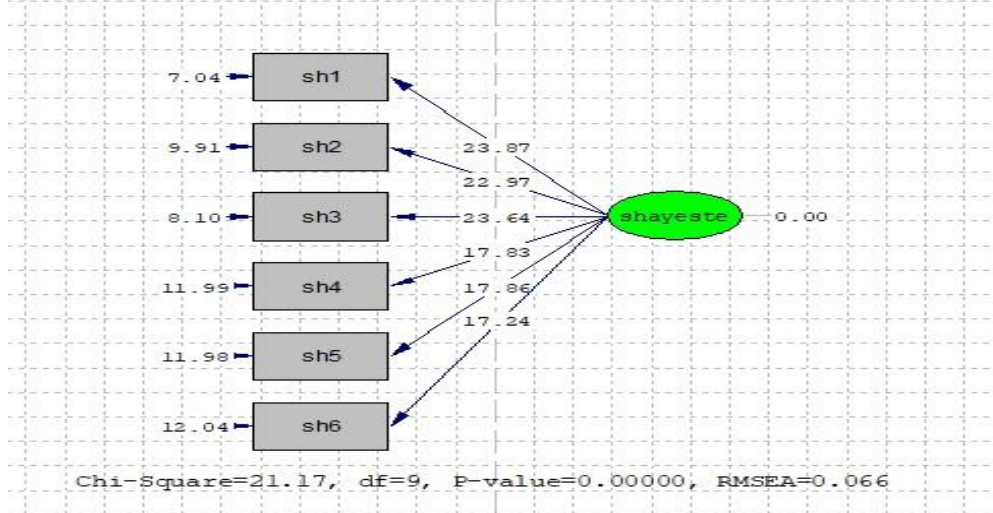 7.04 sh1
23.87
9.91 sh2
22.97
8.10 sh3 23.64 shayeste 0.00
17.83
11.99 sh4 17.86
17.24
11.98 sh5
12.04 sh6
Chi-Square=21.17, df=9, P-value=0.00000, RMSEA=0.066